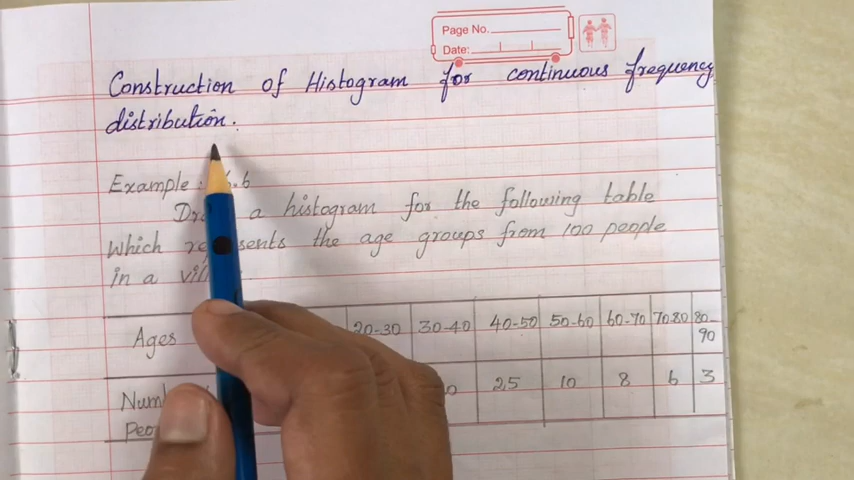 Page No.
Date:
Construction of Histogram for continuous frequency
distribution.
Example : .6
a histogram for the following table
Which the age groups from 100 people
in a
Ages 20-30 30-40 40-50 50-60 60-70 70-80 80-90
25 10 8 6 3